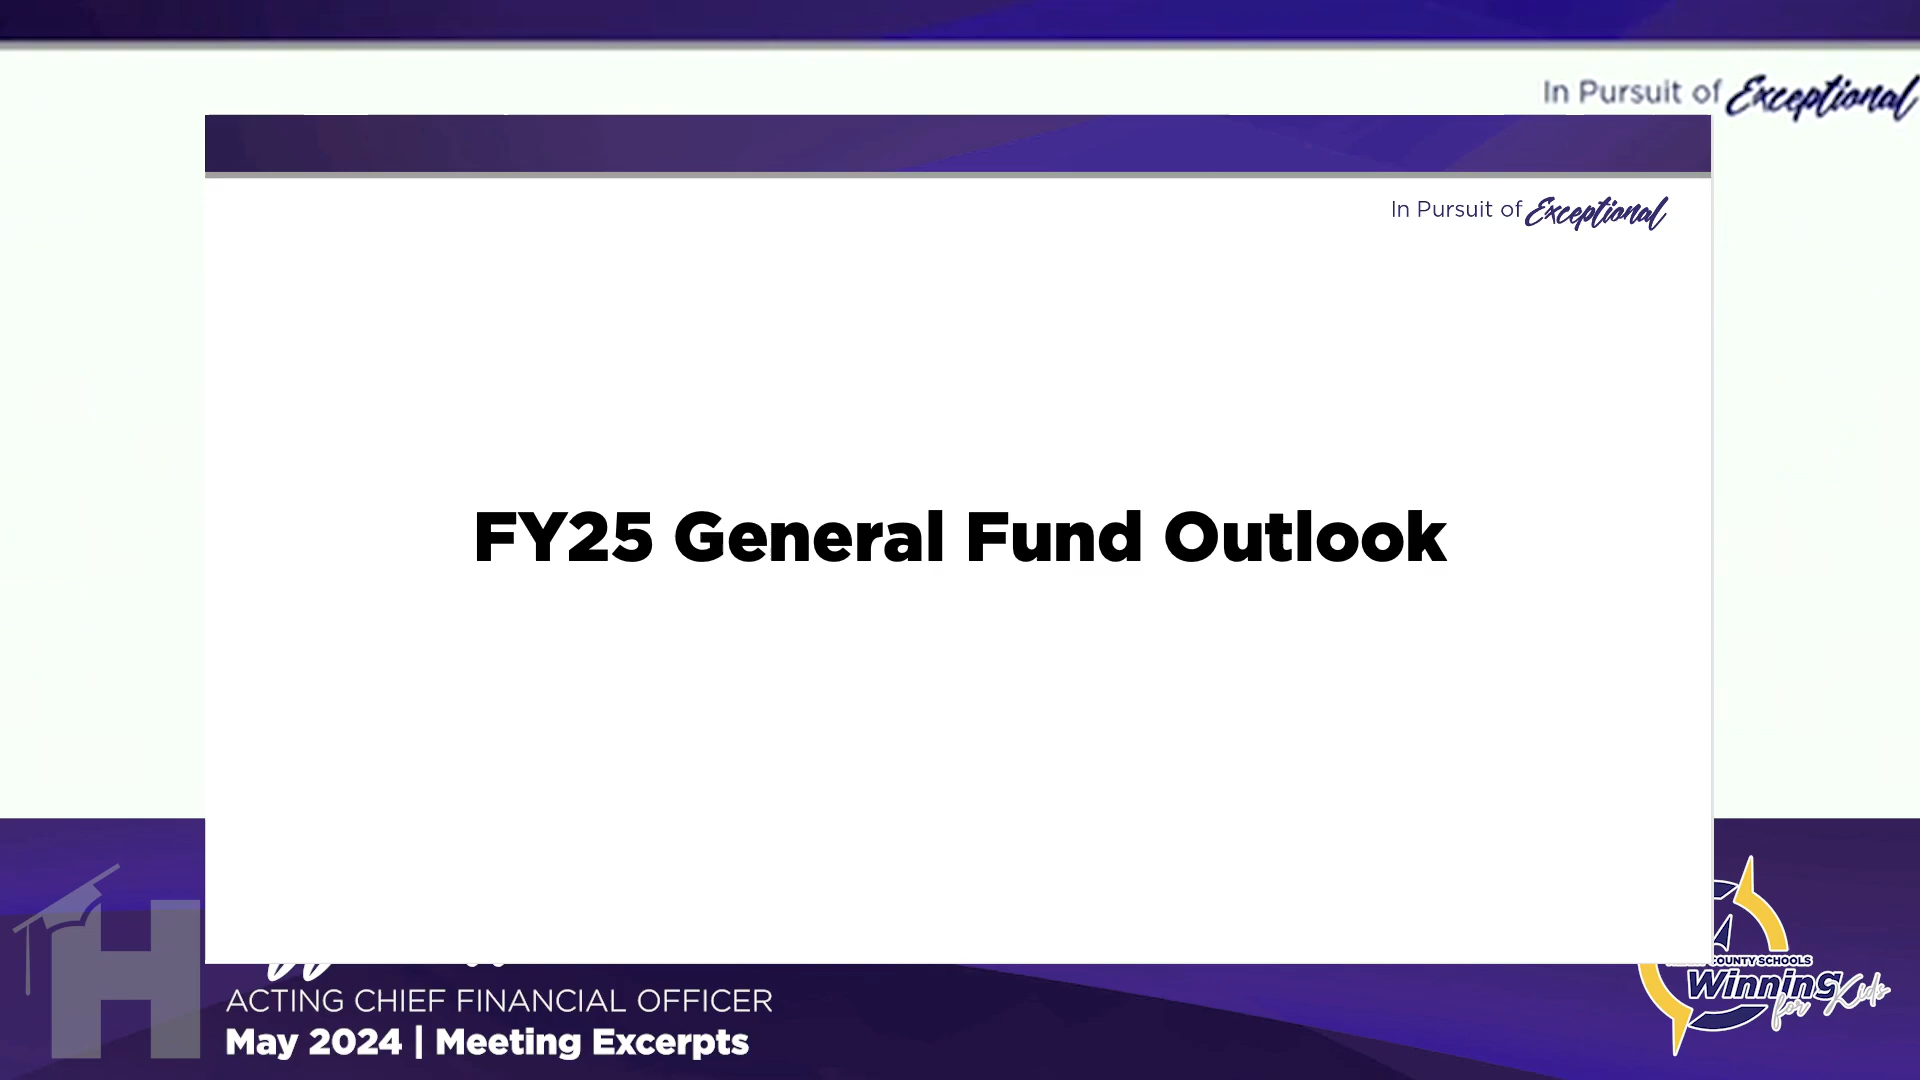 In Pursuit of Exceptional
In Pursuit of Exceptional
FY25 General Fund Outlook
ACTING CHIEF FINANCIAL OFFICER
May 2024 | Meeting Excerpts
COUNTY SCHOOLS
Winning
for Kids